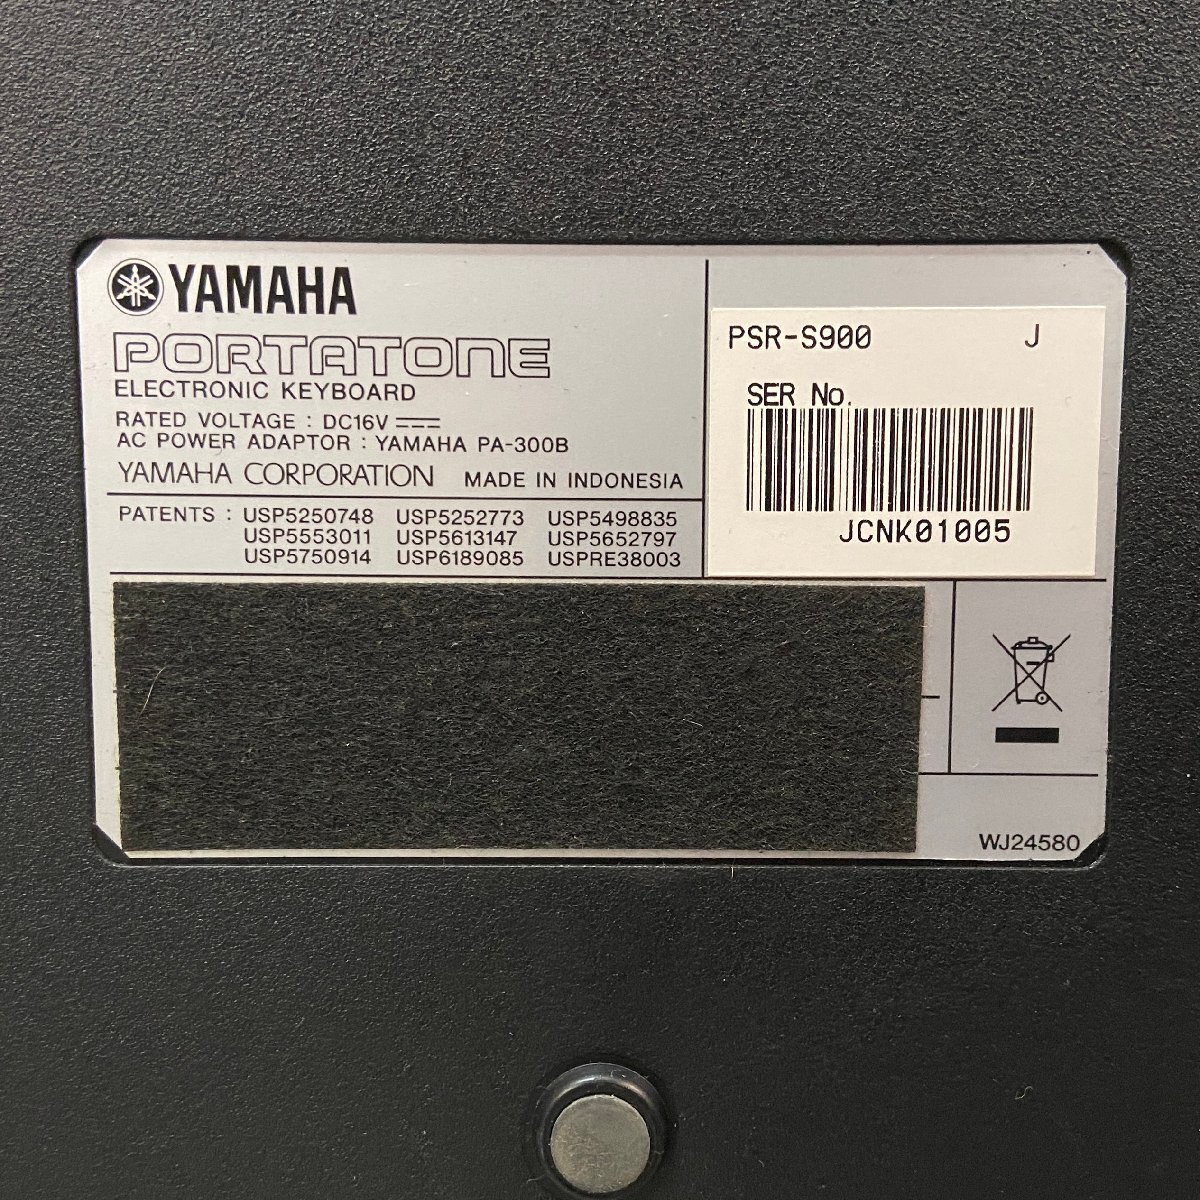 YAMAHA
PORTATONE
ELECTRONIC KEYBOARD
RATED VOLTAGE : DC16V
AC POWER ADAPTOR : YAMAHA PA-300B
YAMAHA CORPORATION MADE IN INDONESIA
PATENTS : USP5250748 USP5252773 USP5498835
USP5553011 USP5613147 USP5652797
USP5750914 USP6189085 USPRE38003
PSR-S900 J
SER No.
JCNK01005
WJ24580